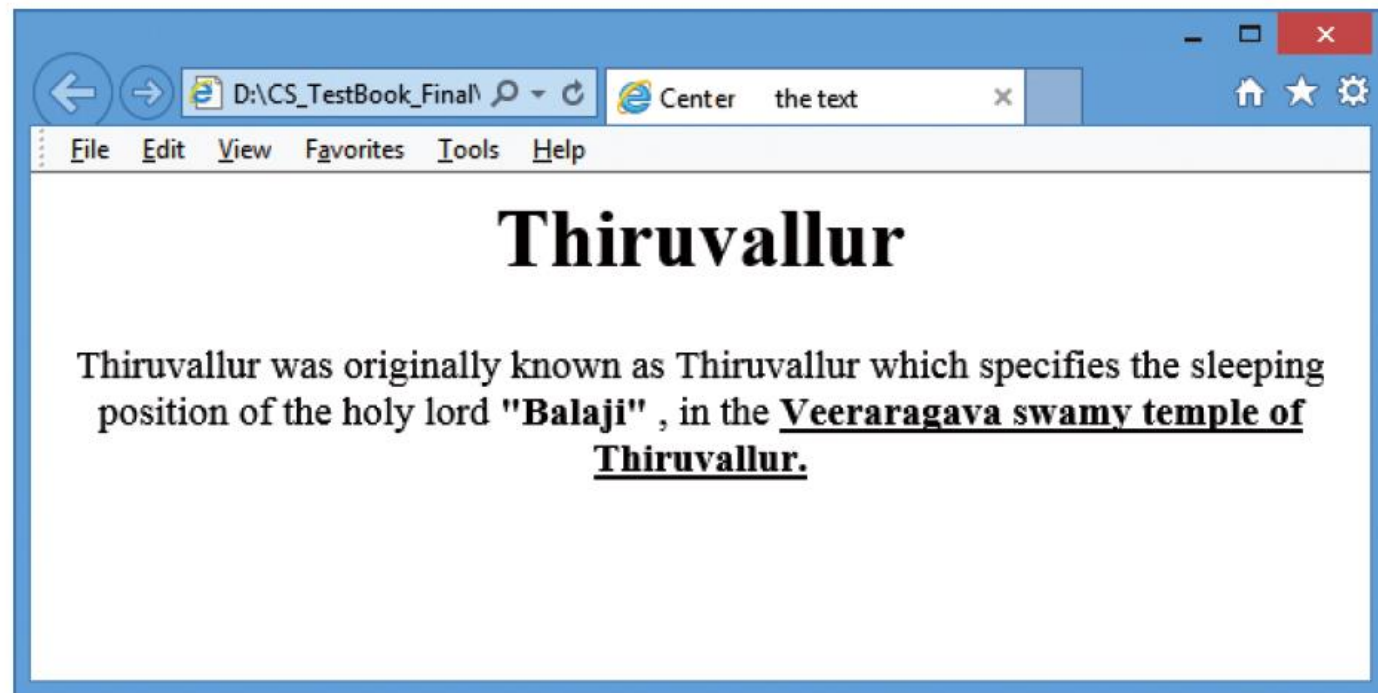 D:\CS_TestBook_Final\
Center the text
File Edit View Favorites Tools Help
Thiruvallur
Thiruvallur was originally known as Thiruvallur which specifies the sleeping
position of the holy lord "Balaji" , in the Veeraragava swamy temple of
Thiruvallur.